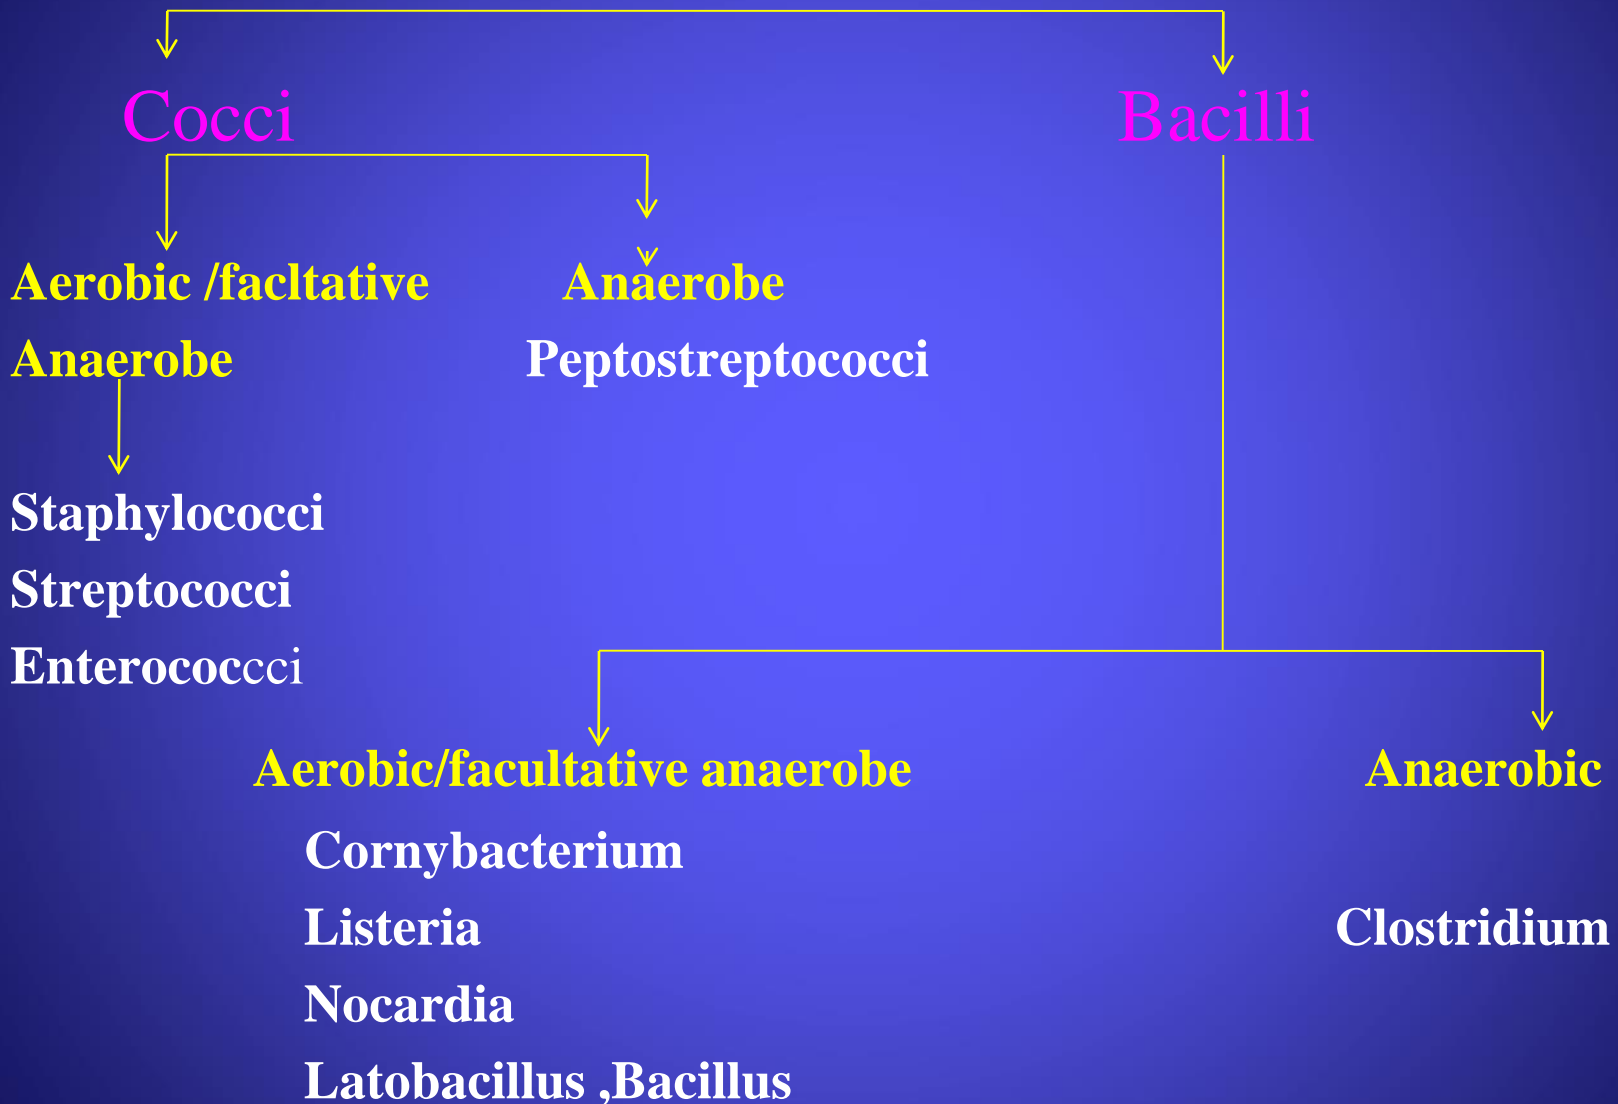 Cocci
Bacilli
Aerobic /facltative
Anaerobe
Anaerobe
Peptostreptococci
Staphylococci
Streptococci
Enterococcci
Aerobic/facultative anaerobe
Anaerobic
Cornybacterium
Listeria
Clostridium
Nocardia
Latobacillus ,Bacillus